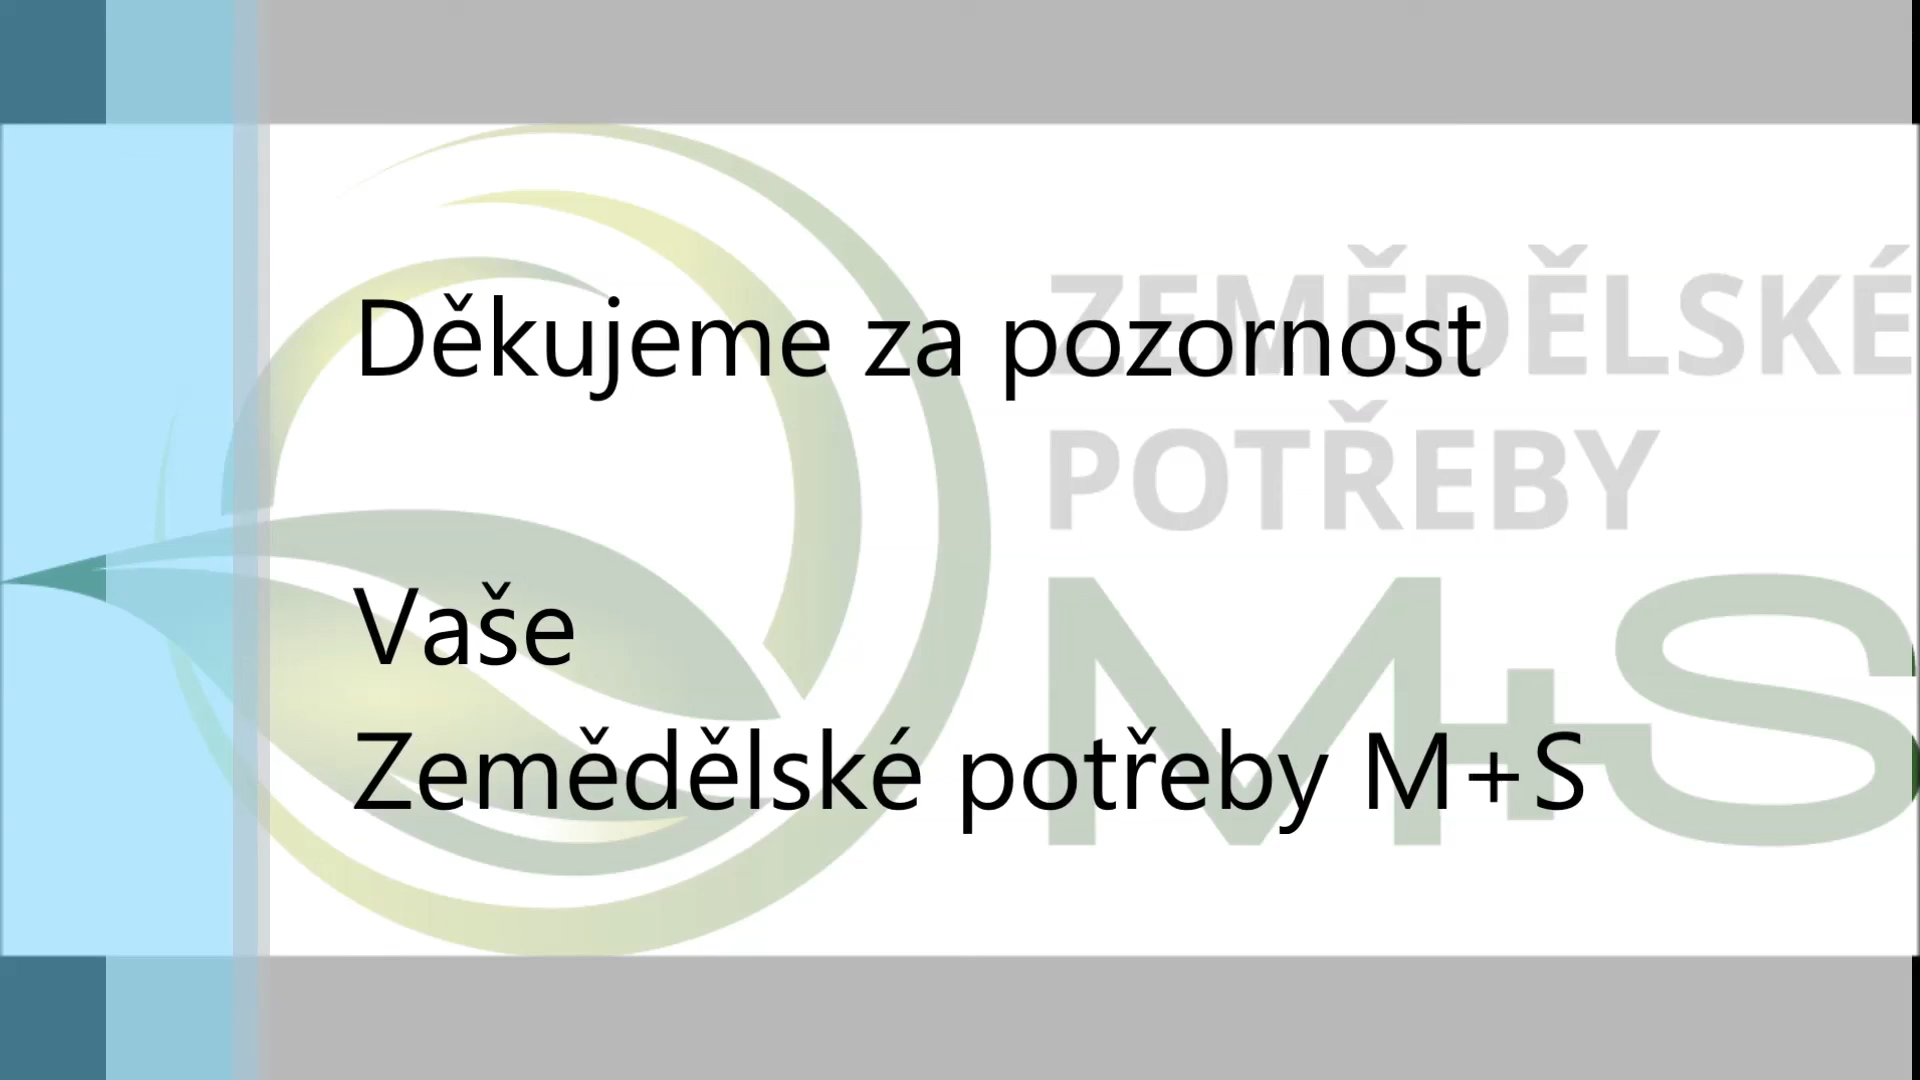 Děkujeme za pozornost
Vaše
Zemědělské potřeby M+S
ZEMĚDĚLSKÉ
POTŘEBY
M+S